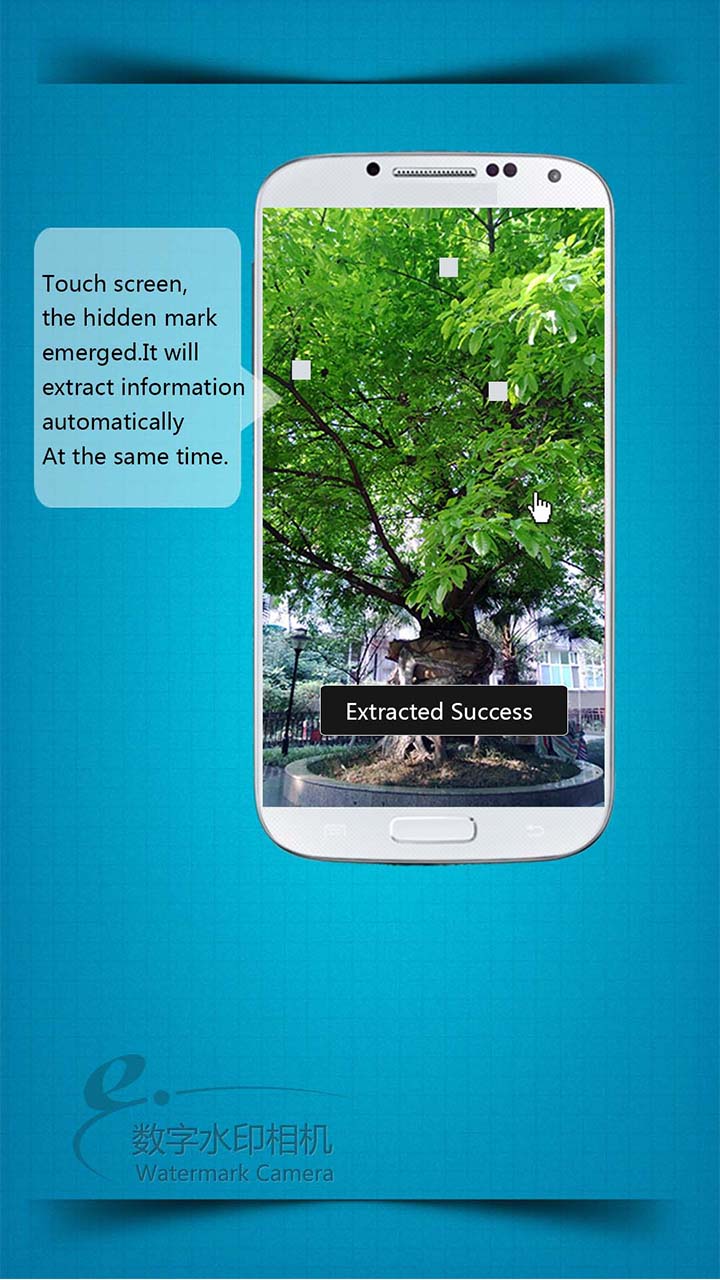 Touch screen,
the hidden mark
emerged.It will
extract information
automatically
At the same time.
Extracted Success
e.
数字水印相机
Watermark Camera